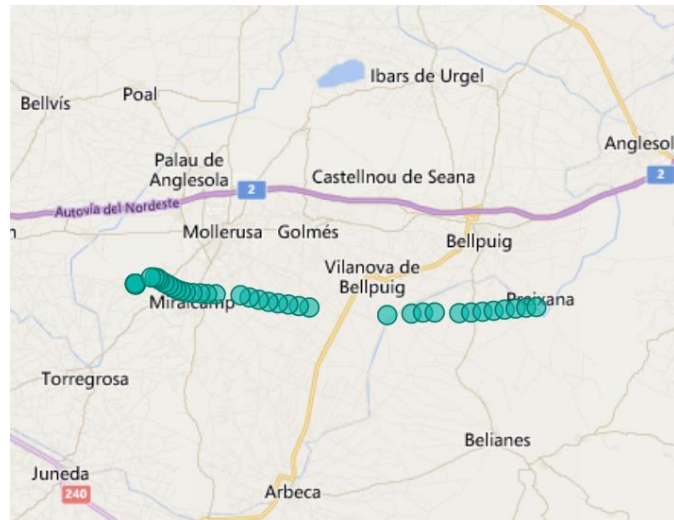 Ibars de Urgel
Poal
Bellvís
Anglesol
Palau de
Anglesola
2
Castellnou de Seana
2
Autovía del Nordeste
n
Mollerusa
Golmés
Bellpuig
Vilanova de
Bellpuig
Miralcamp
Preixana
Torregrosa
Belianes
Juneda
240
Arbeca